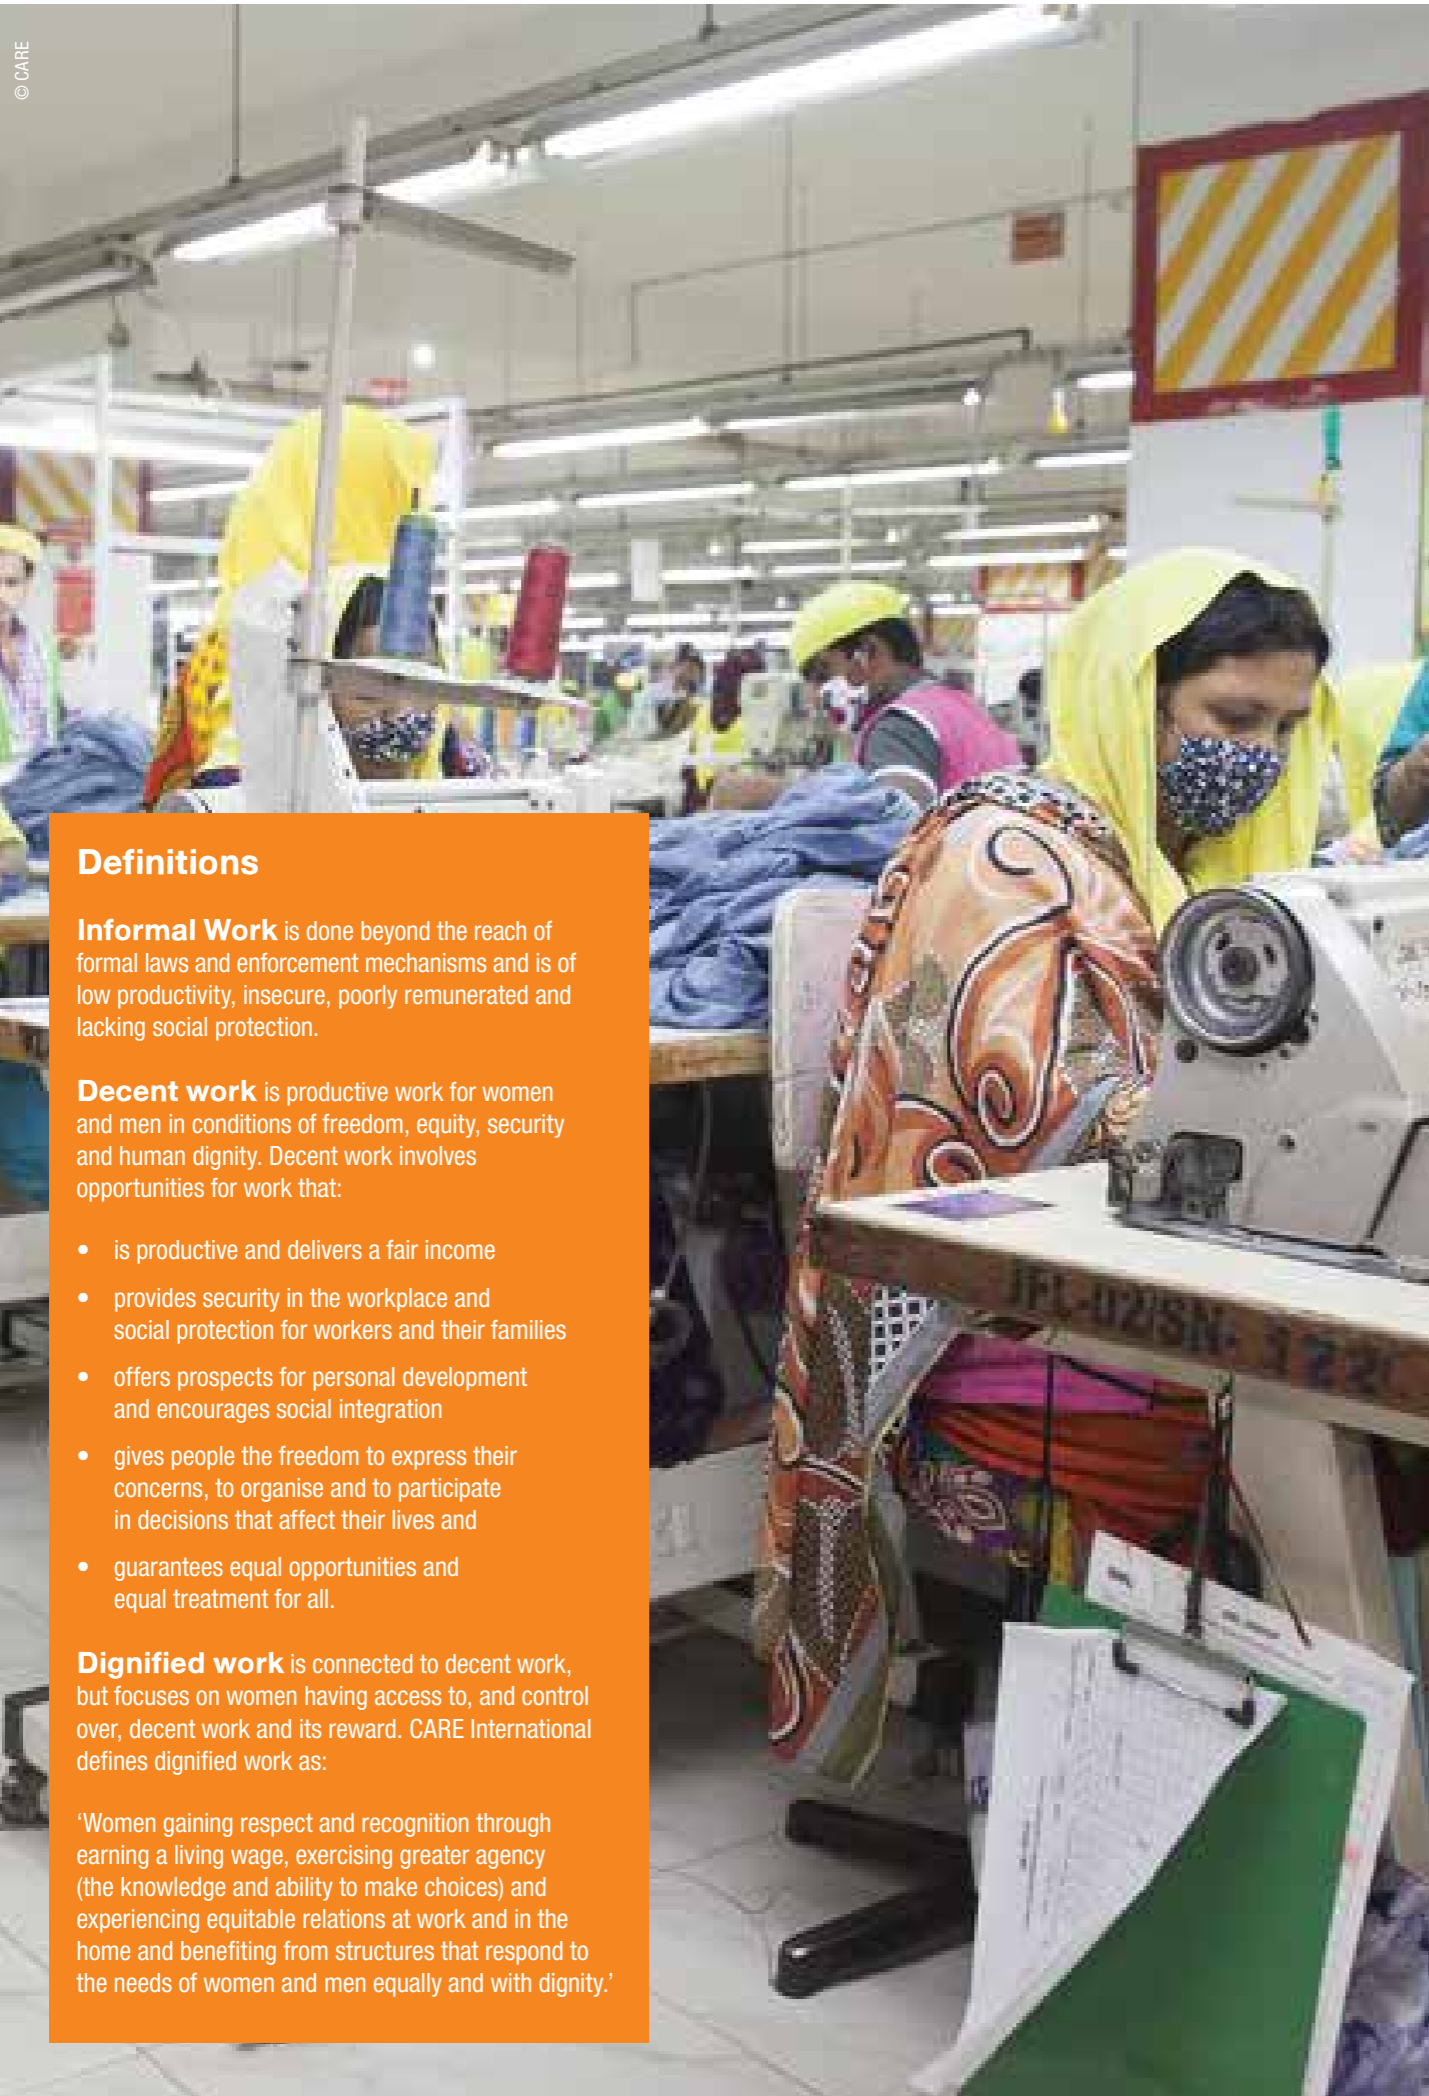 © CARE
Definitions
Informal Work is done beyond the reach of
formal laws and enforcement mechanisms and is of
low productivity, insecure, poorly remunerated and
lacking social protection.
Decent work is productive work for women
and men in conditions of freedom, equity, security
and human dignity. Decent work involves
opportunities for work that:
• is productive and delivers a fair income
• provides security in the workplace and
social protection for workers and their families
• offers prospects for personal development
and encourages social integration
• gives people the freedom to express their
concerns, to organise and to participate
in decisions that affect their lives and
• guarantees equal opportunities and
equal treatment for all.
Dignified work is connected to decent work,
but focuses on women having access to, and control
over, decent work and its reward. CARE International
defines dignified work as:
‘Women gaining respect and recognition through
earning a living wage, exercising greater agency
(the knowledge and ability to make choices) and
experiencing equitable relations at work and in the
home and benefiting from structures that respond to
the needs of women and men equally and with dignity.’